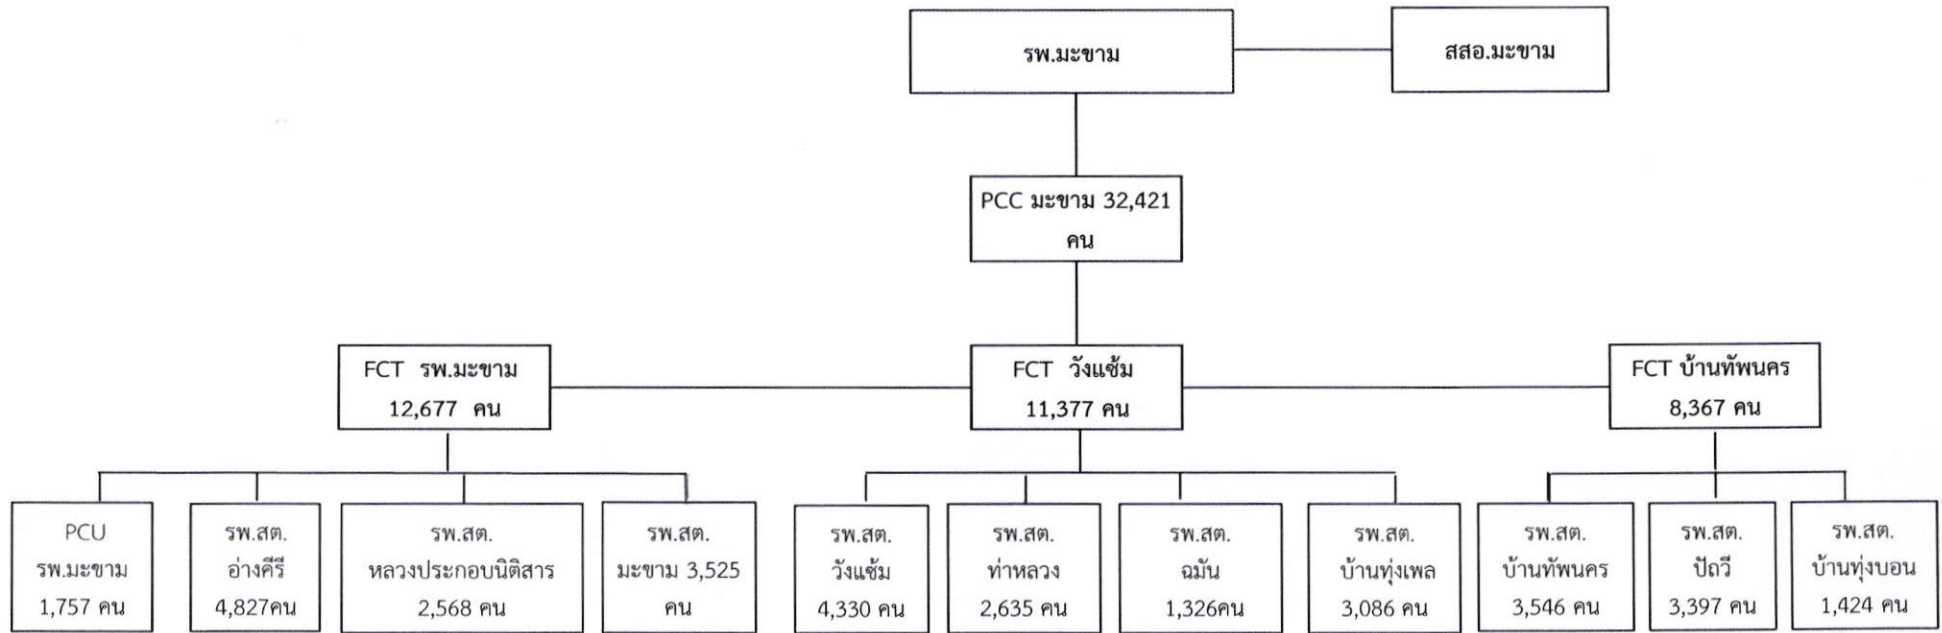 รพ.มะขาม
สสอ.มะขาม
PCC มะขาม 32,421
คน
FCT รพ.มะขาม
12,677 คน
FCT วังแซ้ม
11,377 คน
FCT บ้านทัพนคร
8,367 คน
PCU
รพ.มะขาม
1,757 คน
รพ.สต.
อ่างคีรี
4,827คน
รพ.สต.
หลวงประกอบนิติสาร
2,568 คน
รพ.สต.
มะขาม 3,525
คน
รพ.สต.
วังแซ้ม
4,330 คน
รพ.สต.
ท่าหลวง
2,635 คน
รพ.สต.
ฉมัน
1,326คน
รพ.สต.
บ้านทุ่งเพล
3,086 คน
รพ.สต.
บ้านทัพนคร
3,546 คน
รพ.สต.
ปัถวี
3,397 คน
รพ.สต.
บ้านทุ่งบอน
1,424 คน